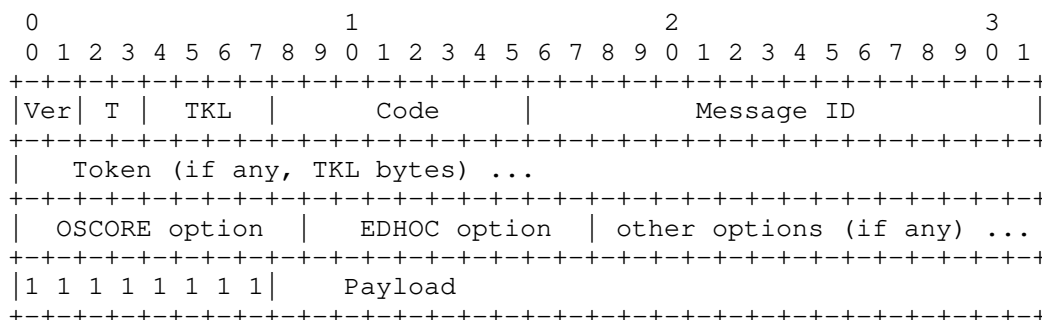 0                   1                   2                   3
 0 1 2 3 4 5 6 7 8 9 0 1 2 3 4 5 6 7 8 9 0 1 2 3 4 5 6 7 8 9 0 1
+-+-+-+-+-+-+-+-+-+-+-+-+-+-+-+-+-+-+-+-+-+-+-+-+-+-+-+-+-+-+-+-+
|Ver| T |  TKL  |      Code     |          Message ID           |
+-+-+-+-+-+-+-+-+-+-+-+-+-+-+-+-+-+-+-+-+-+-+-+-+-+-+-+-+-+-+-+-+
|   Token (if any, TKL bytes) ...
+-+-+-+-+-+-+-+-+-+-+-+-+-+-+-+-+-+-+-+-+-+-+-+-+-+-+-+-+-+-+-+-+
|  OSCORE option  |   EDHOC option  | other options (if any) ...
+-+-+-+-+-+-+-+-+-+-+-+-+-+-+-+-+-+-+-+-+-+-+-+-+-+-+-+-+-+-+-+-+
|1 1 1 1 1 1 1 1|    Payload
+-+-+-+-+-+-+-+-+-+-+-+-+-+-+-+-+-+-+-+-+-+-+-+-+-+-+-+-+-+-+-+-+